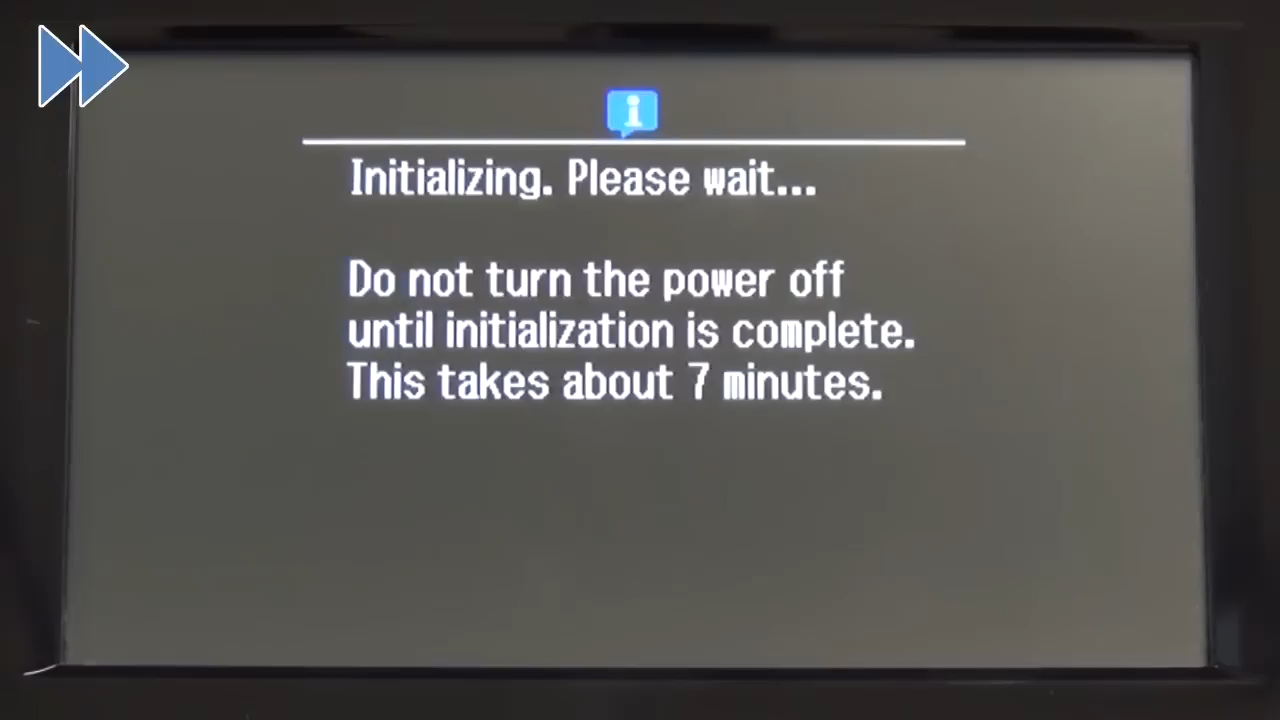 Initializing. Please wait...
Do not turn the power off
until initialization is complete.
This takes about 7 minutes.